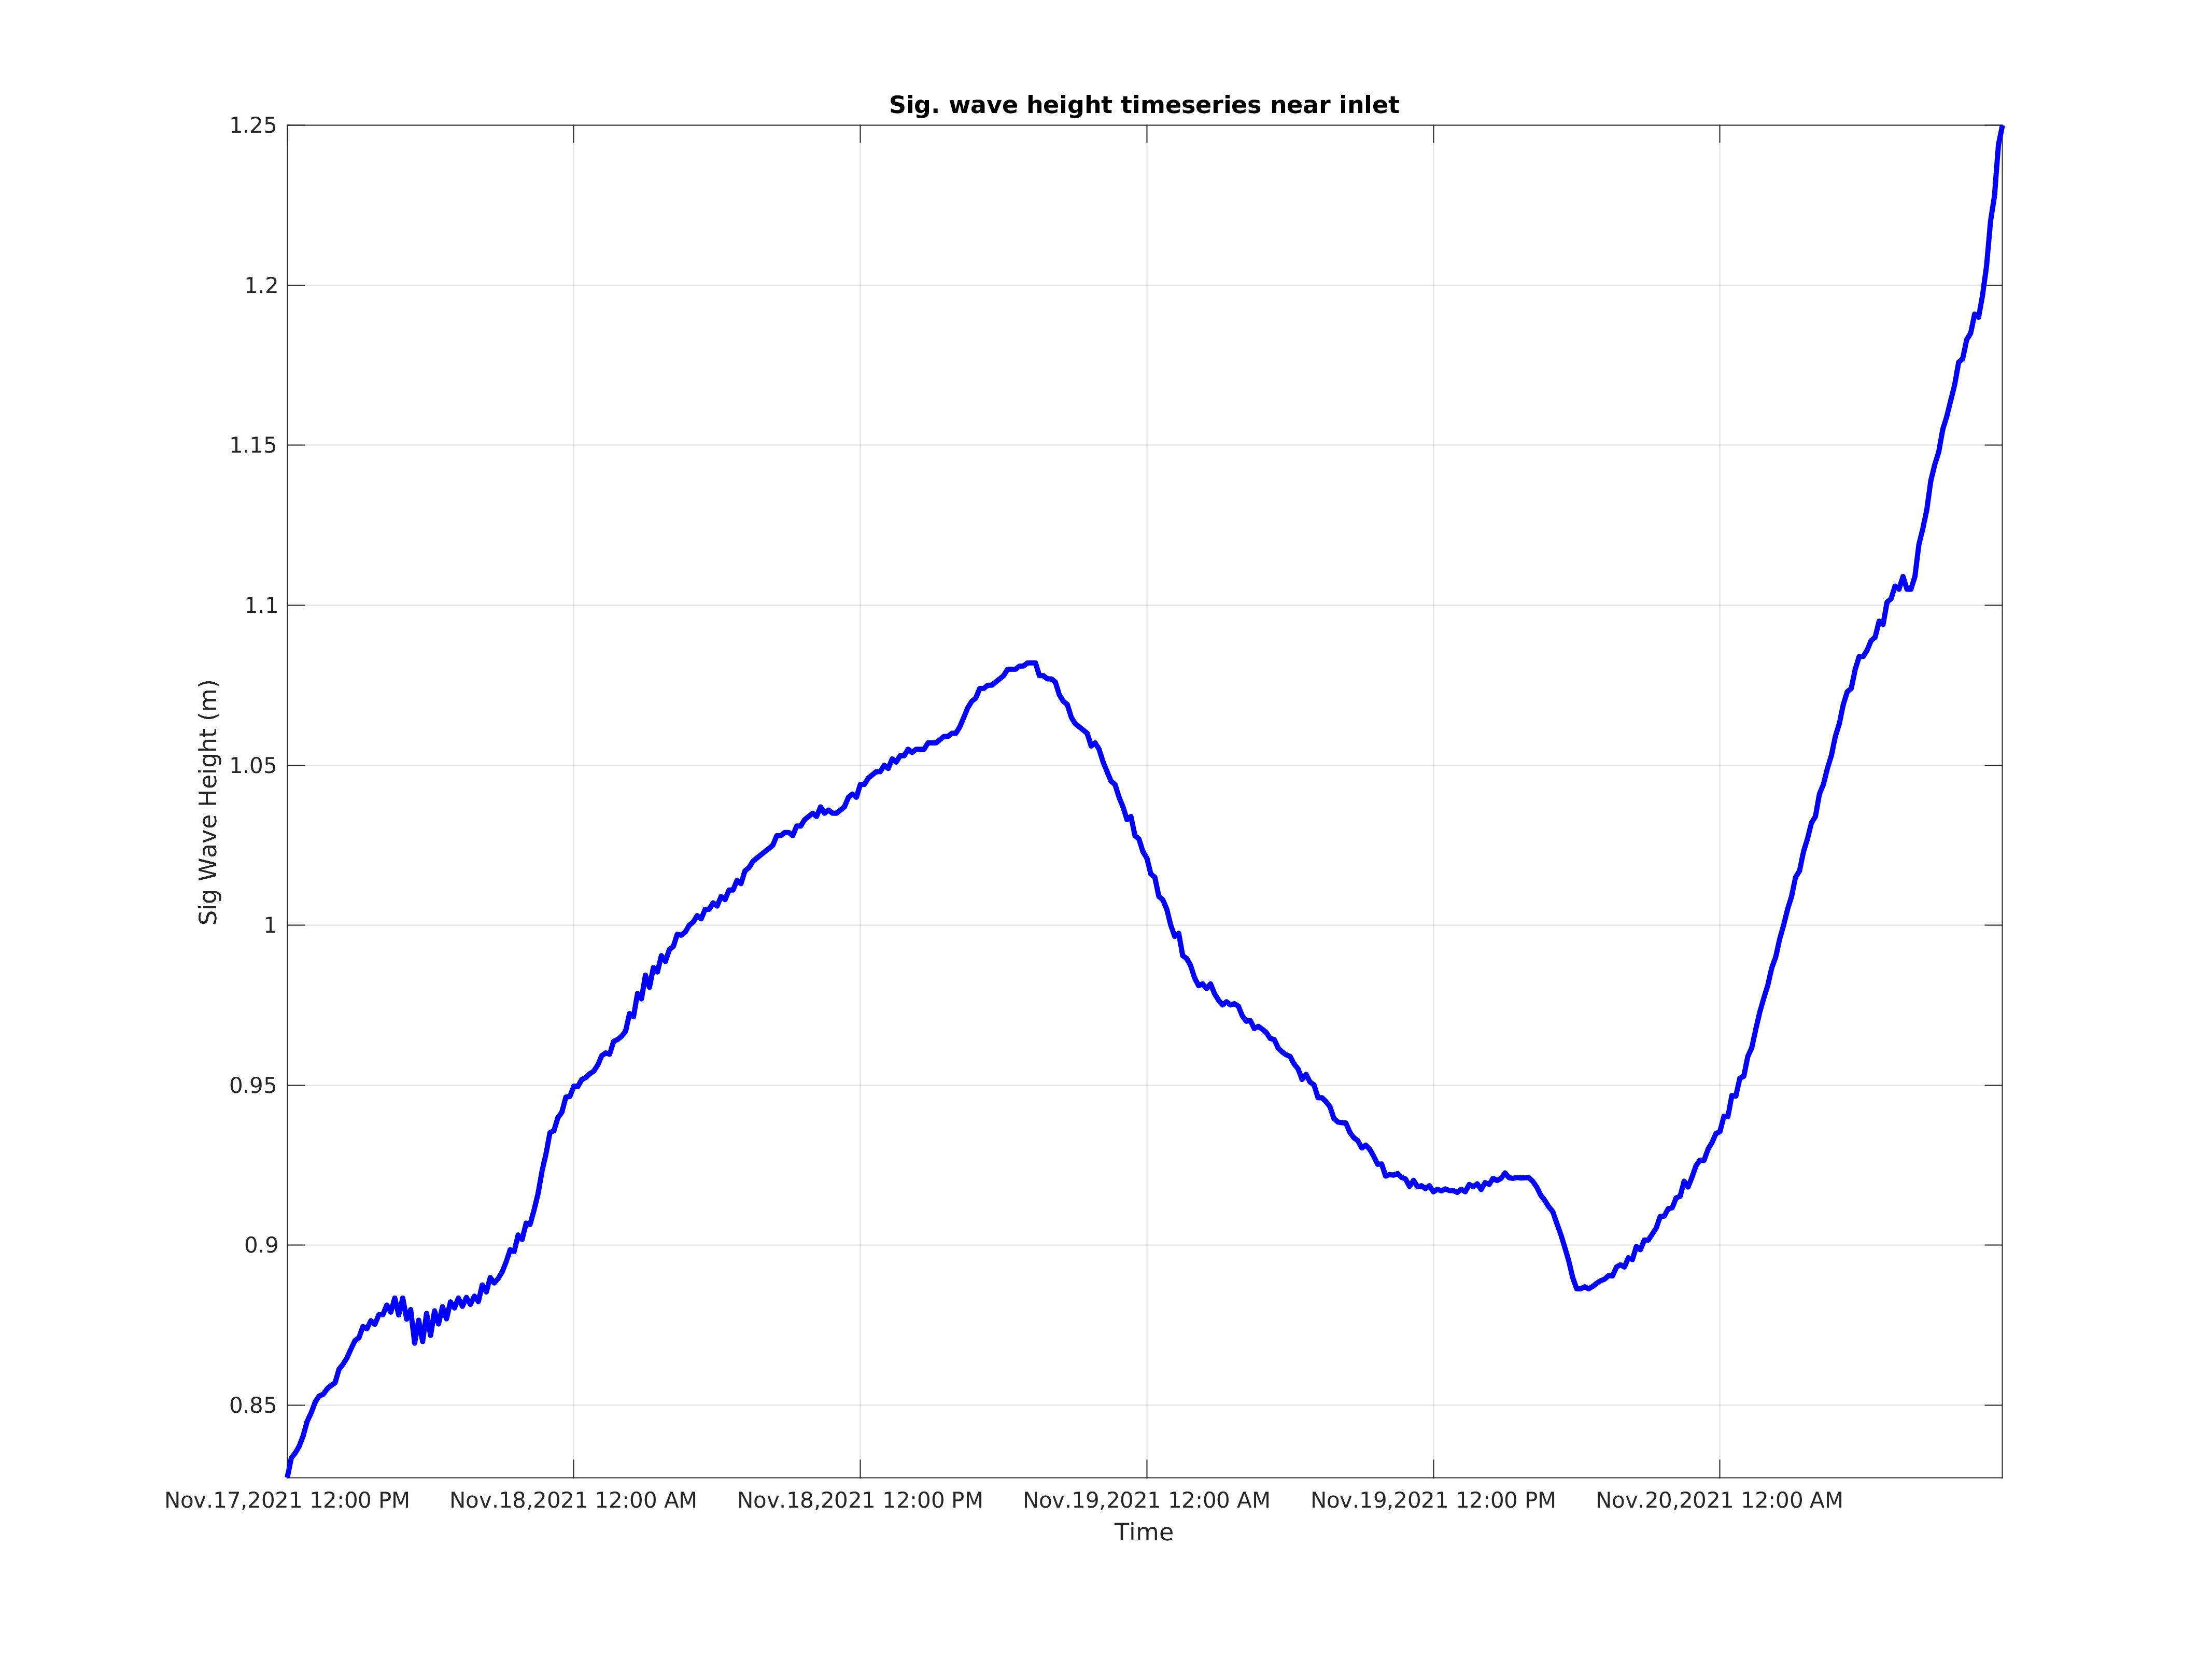 Sig. wave height timeseries near inlet
1.25
1.2
1.15
1.1
1.05
1
0.95
0.9
0.85
Sig Wave Height (m)
Nov.17,2021 12:00 PM Nov.18,2021 12:00 AM Nov.18,2021 12:00 PM Nov.19,2021 12:00 AM Nov.19,2021 12:00 PM Nov.20,2021 12:00 AM
Time